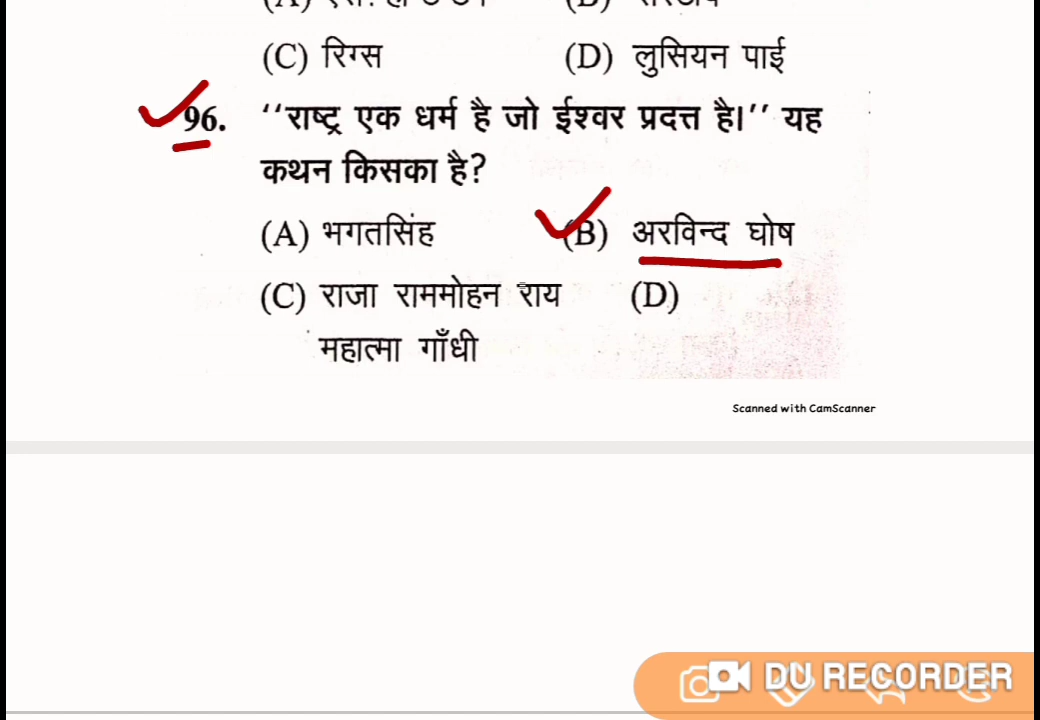 (C) रिग्स (D) लुसियन पाई
96. ‘‘राष्ट्र एक धर्म है जो ईश्वर प्रदत्त है।’’ यह
कथन किसका है?
(A) भगतसिंह (B) अरविन्द घोष
(C) राजा राममोहन राय (D)
महात्मा गाँधी
Scanned with CamScanner
DU RECORDER